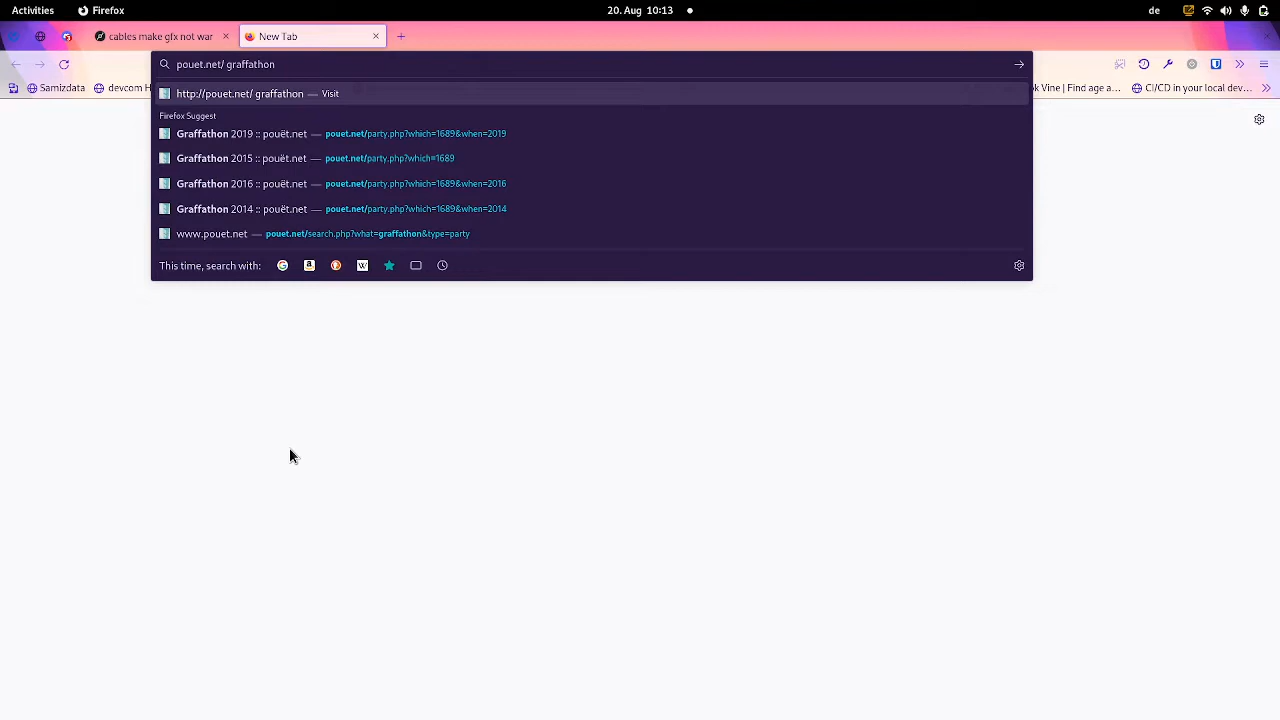 Activities Firefox 20. Aug 10:13 de
cables make gfx not war New Tab
pouet.net/ graffathon
Samizdata devcom H ok Vine | Find age a... CI/CD in your local dev...
http://pouet.net/ graffathon — Visit
Firefox Suggest
Graffathon 2019 :: pouët.net — pouet.net/party.php?which=1689&when=2019
Graffathon 2015 :: pouët.net — pouet.net/party.php?which=1689
Graffathon 2016 :: pouët.net — pouet.net/party.php?which=1689&when=2016
Graffathon 2014 :: pouët.net — pouet.net/party.php?which=1689&when=2014
www.pouet.net — pouet.net/search.php?what=graffathon&type=party
This time, search with: G a W